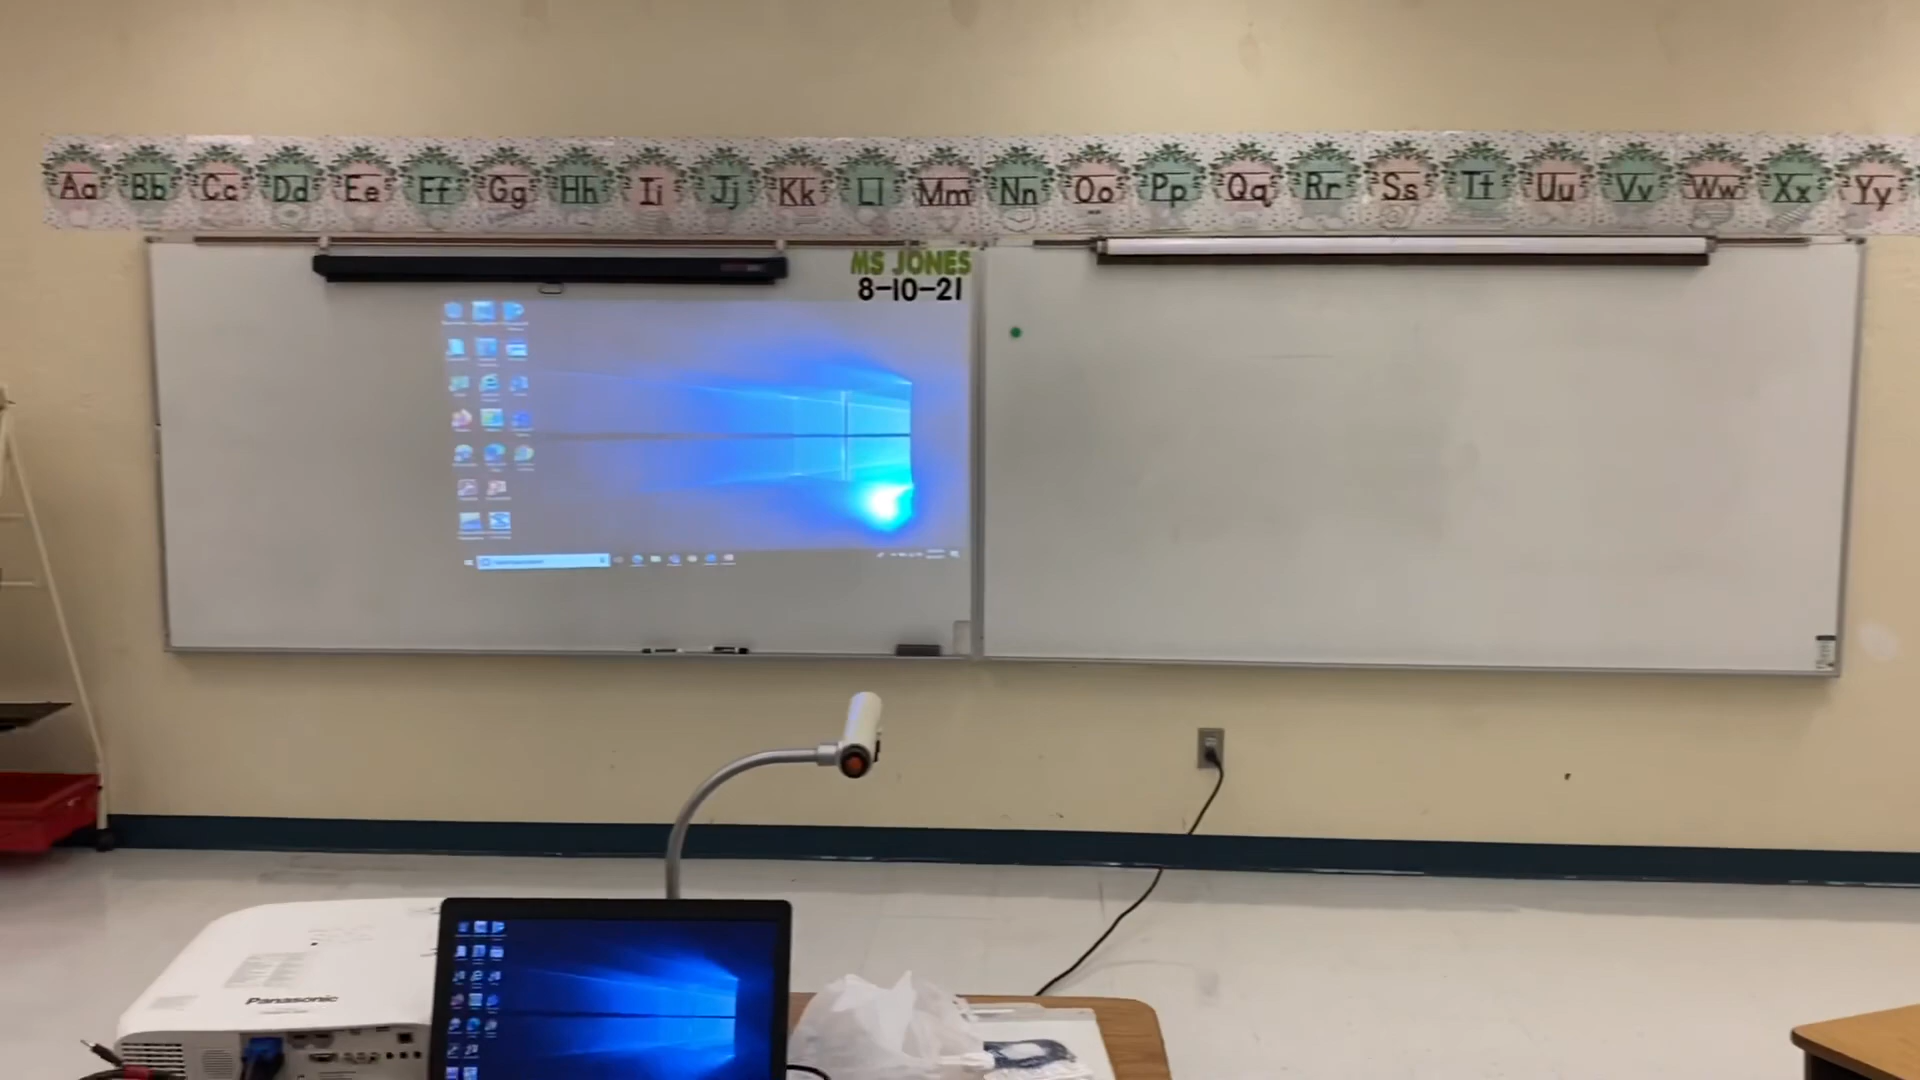 Aa Bb Cc Dd Ee Ff Gg Hh Ii Jj Kk Ll Mm Nn Oo Pp Qq Rr Ss Tt Uu Vv Ww Xx Yy
MS JONES
8-10-21
Panasonic